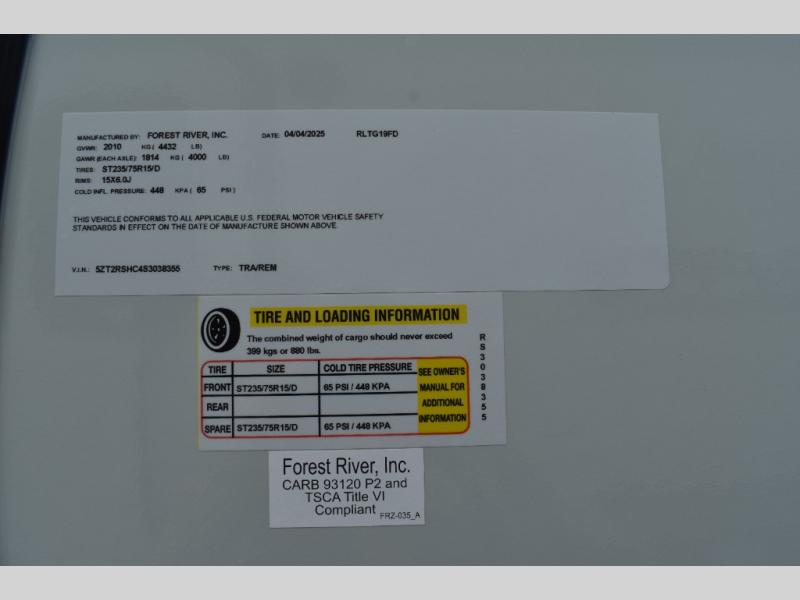 MANUFACTURED BY: FOREST RIVER, INC. DATE: 04/04/2025 RLTG19FD
GVWR: 2010 KG ( 4432 LB)
GAWR (EACH AXLE): 1814 KG ( 4000 LB)
TIRES: ST235/75R15/D
RIMS: 15X6.0J
COLD INFL. PRESSURE: 448 KPA ( 65 PSI )
THIS VEHICLE CONFORMS TO ALL APPLICABLE U.S. FEDERAL MOTOR VEHICLE SAFETY
STANDARDS IN EFFECT ON THE DATE OF MANUFACTURE SHOWN ABOVE.
V.I.N.: 5ZT2RSHC4S3038355 TYPE: TRA/REM
TIRE AND LOADING INFORMATION
The combined weight of cargo should never exceed
399 kgs or 880 lbs.
TIRE SIZE COLD TIRE PRESSURE
FRONT ST235/75R15/D 65 PSI / 448 KPA
REAR
SPARE ST235/75R15/D 65 PSI / 448 KPA
SEE OWNER'S
MANUAL FOR
ADDITIONAL
INFORMATION
RS3038355
Forest River, Inc.
CARB 93120 P2 and
TSCA Title VI
Compliant FRZ-035_A